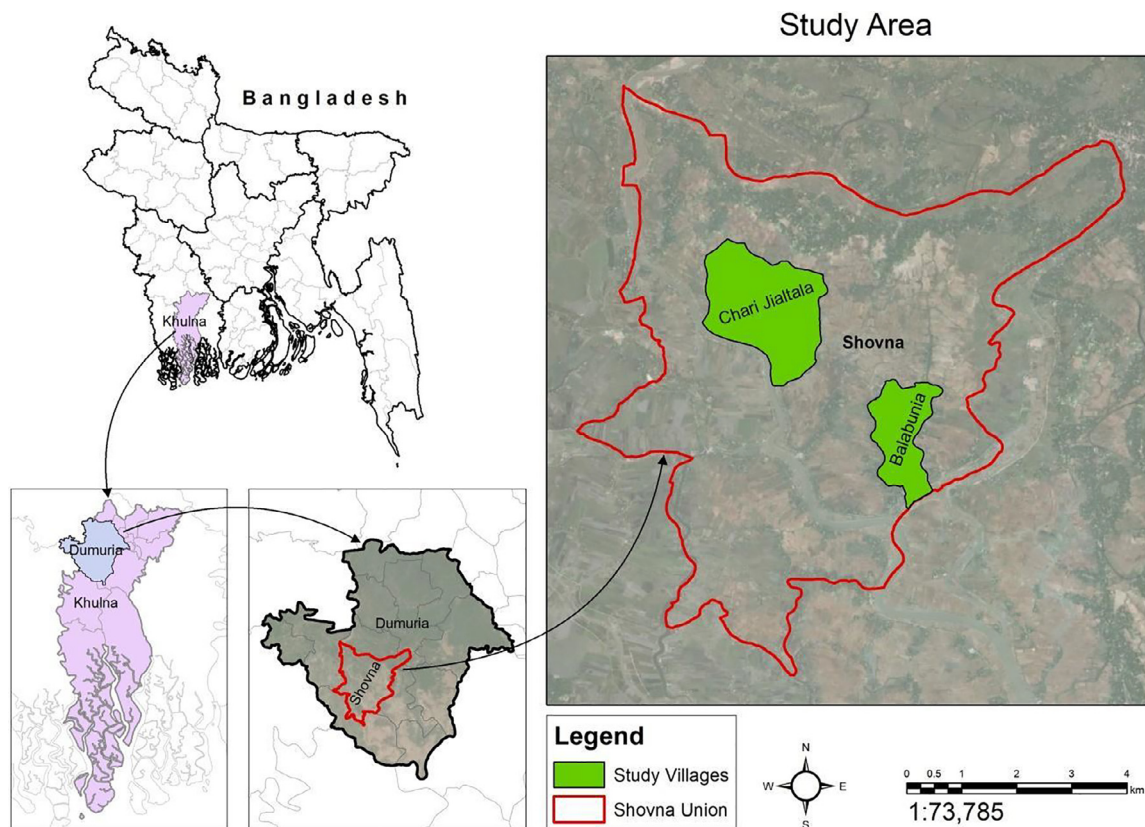 Study Area
Bangladesh
Khulna
Chari Jialtala
Shovna
Balabunia
Dumuria
Khulna
Dumuria
Shovna
Legend
Study Villages
Shovna Union
N
W
E
S
0 0.5 1 2 3 4
km
1:73,785